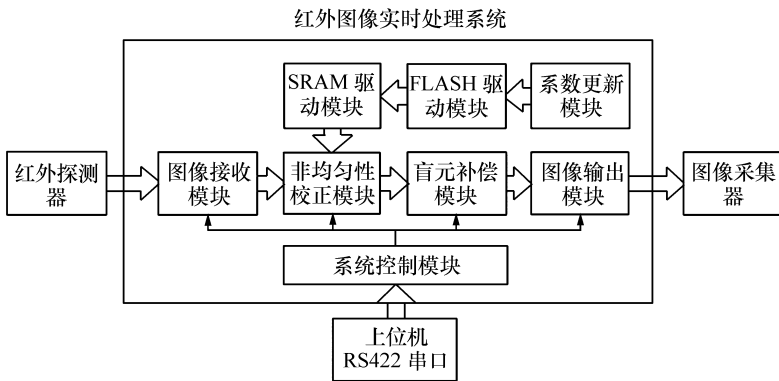 红外图像实时处理系统
SRAM 驱
动模块
FLASH 驱
动模块
系数更新
模块
红外探测
器
图像接收
模块
非均匀性
校正模块
盲元补偿
模块
图像输出
模块
图像采集
器
系统控制模块
上位机
RS422 串口